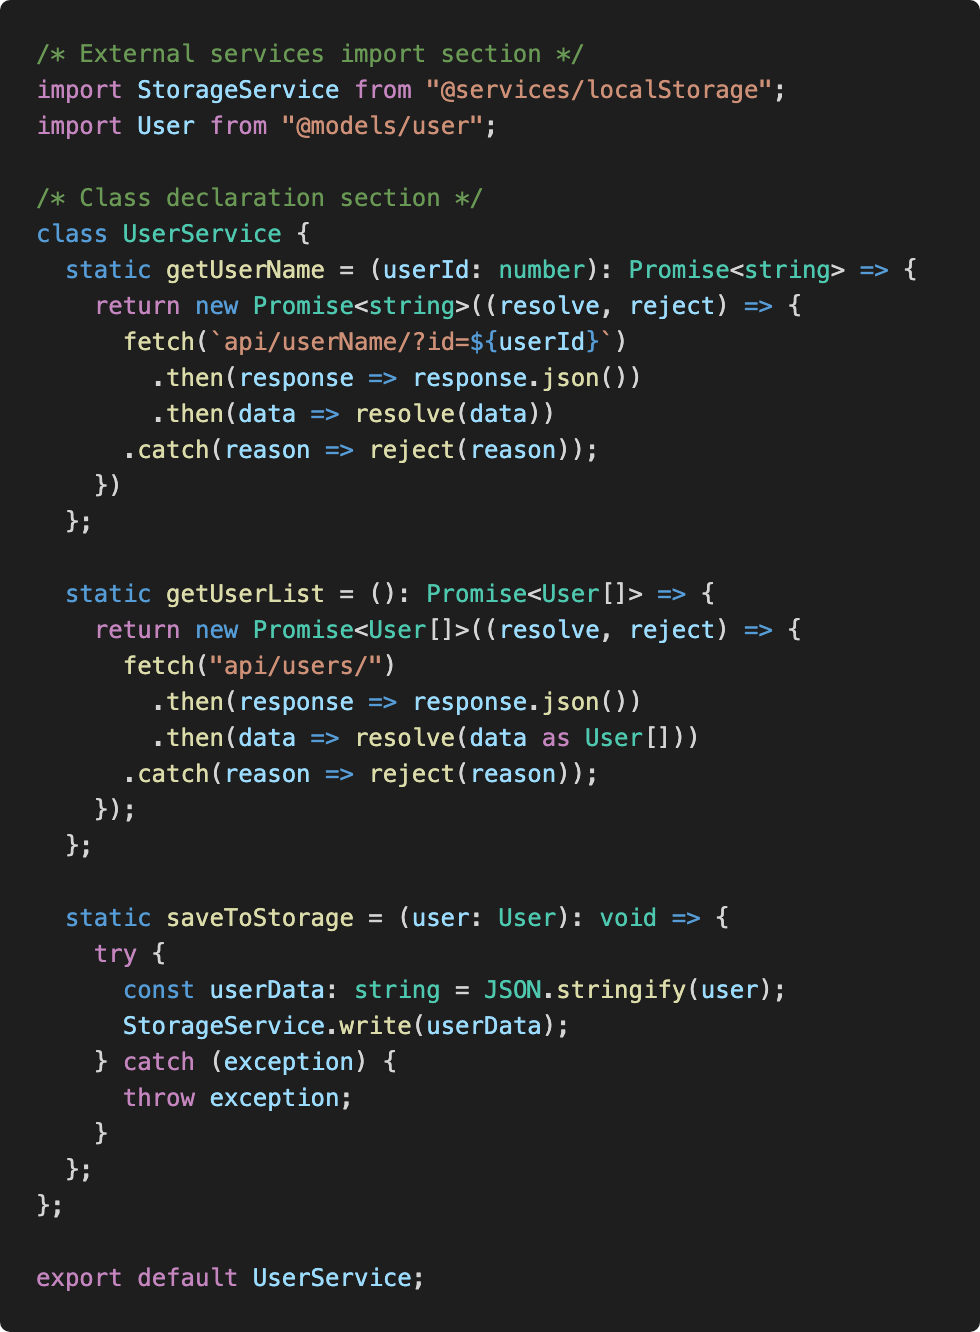 /* External services import section */
import StorageService from "@services/localStorage";
import User from "@models/user";

/* Class declaration section */
class UserService {
  static getUserName = (userId: number): Promise<string> => {
    return new Promise<string>((resolve, reject) => {
      fetch(`api/userName/?id=${userId}`)
        .then(response => response.json())
        .then(data => resolve(data))
      .catch(reason => reject(reason));
    })
  };

  static getUserList = (): Promise<User[]> => {
    return new Promise<User[]>((resolve, reject) => {
      fetch("api/users/")
        .then(response => response.json())
        .then(data => resolve(data as User[]))
      .catch(reason => reject(reason));
    });
  };

  static saveToStorage = (user: User): void => {
    try {
      const userData: string = JSON.stringify(user);
      StorageService.write(userData);
    } catch (exception) {
      throw exception;
    }
  };
};

export default UserService;